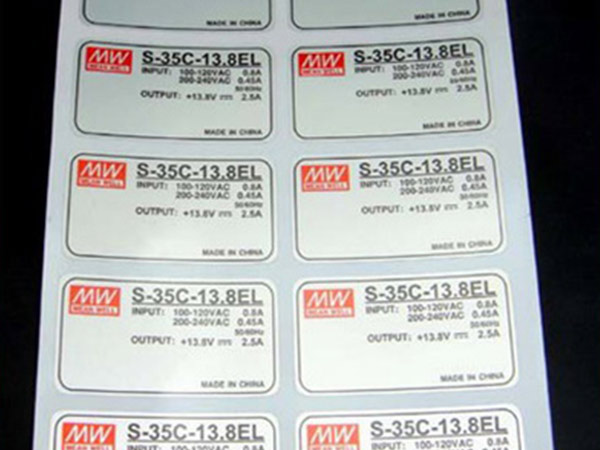 MADE IN CHINA
MADE IN CHINA
MW
MEAN WELL
S-35C-13.8EL
INPUT: 100-120VAC 0.8A
200-240VAC 0.45A
50/60Hz
OUTPUT: +13.8V ⎓ 2.5A
MADE IN CHINA
MW
MEAN WELL
S-35C-13.8EL
INPUT: 100-120VAC 0.8A
200-240VAC 0.45A
50/60Hz
OUTPUT: +13.8V ⎓ 2.5A
MADE IN CHINA
MW
MEAN WELL
S-35C-13.8EL
INPUT: 100-120VAC 0.8A
200-240VAC 0.45A
50/60Hz
OUTPUT: +13.8V ⎓ 2.5A
MADE IN CHINA
MW
MEAN WELL
S-35C-13.8EL
INPUT: 100-120VAC 0.8A
200-240VAC 0.45A
50/60Hz
OUTPUT: +13.8V ⎓ 2.5A
MADE IN CHINA
MW
MEAN WELL
S-35C-13.8EL
INPUT: 100-120VAC 0.8A
200-240VAC 0.45A
50/60Hz
OUTPUT: +13.8V ⎓ 2.5A
MADE IN CHINA
MW
MEAN WELL
S-35C-13.8EL
INPUT: 100-120VAC 0.8A
200-240VAC 0.45A
50/60Hz
OUTPUT: +13.8V ⎓ 2.5A
MADE IN CHINA
MW
S-35C-13.8EL
INPUT: 100-120VAC 0.8A
MW
S-35C-13.8EL
INPUT: 100-120VAC 0.8A